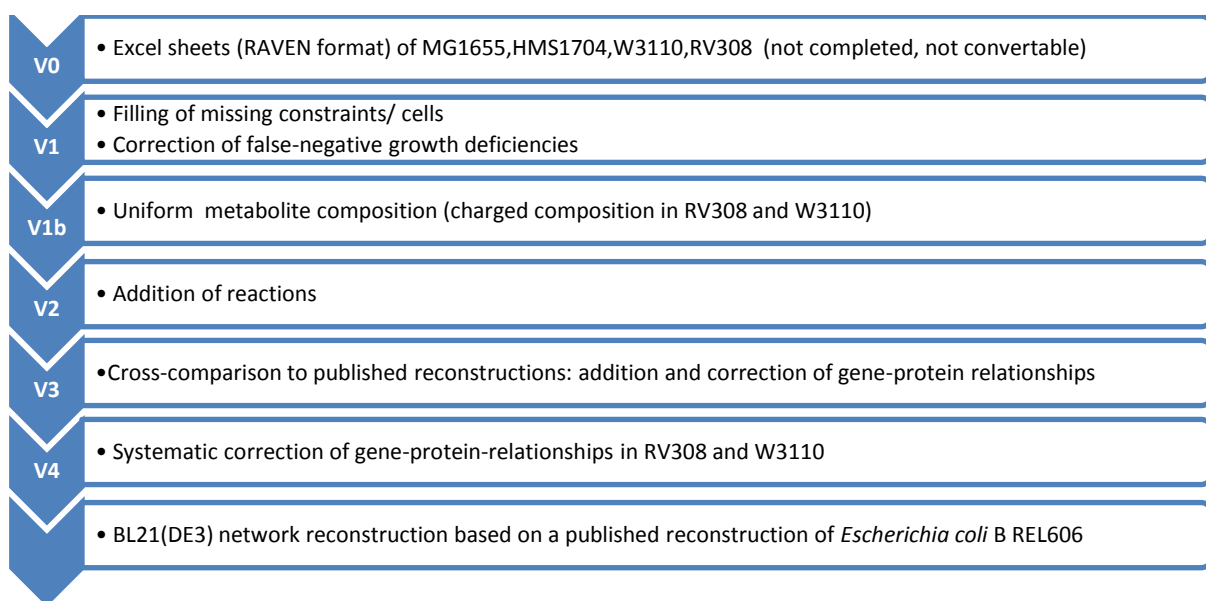 V0
• Excel sheets (RAVEN format) of MG1655,HMS1704,W3110,RV308 (not completed, not convertable)
V1
• Filling of missing constraints/ cells
• Correction of false-negative growth deficiencies
V1b
• Uniform metabolite composition (charged composition in RV308 and W3110)
V2
• Addition of reactions
V3
•Cross-comparison to published reconstructions: addition and correction of gene-protein relationships
V4
• Systematic correction of gene-protein-relationships in RV308 and W3110
• BL21(DE3) network reconstruction based on a published reconstruction of Escherichia coli B REL606